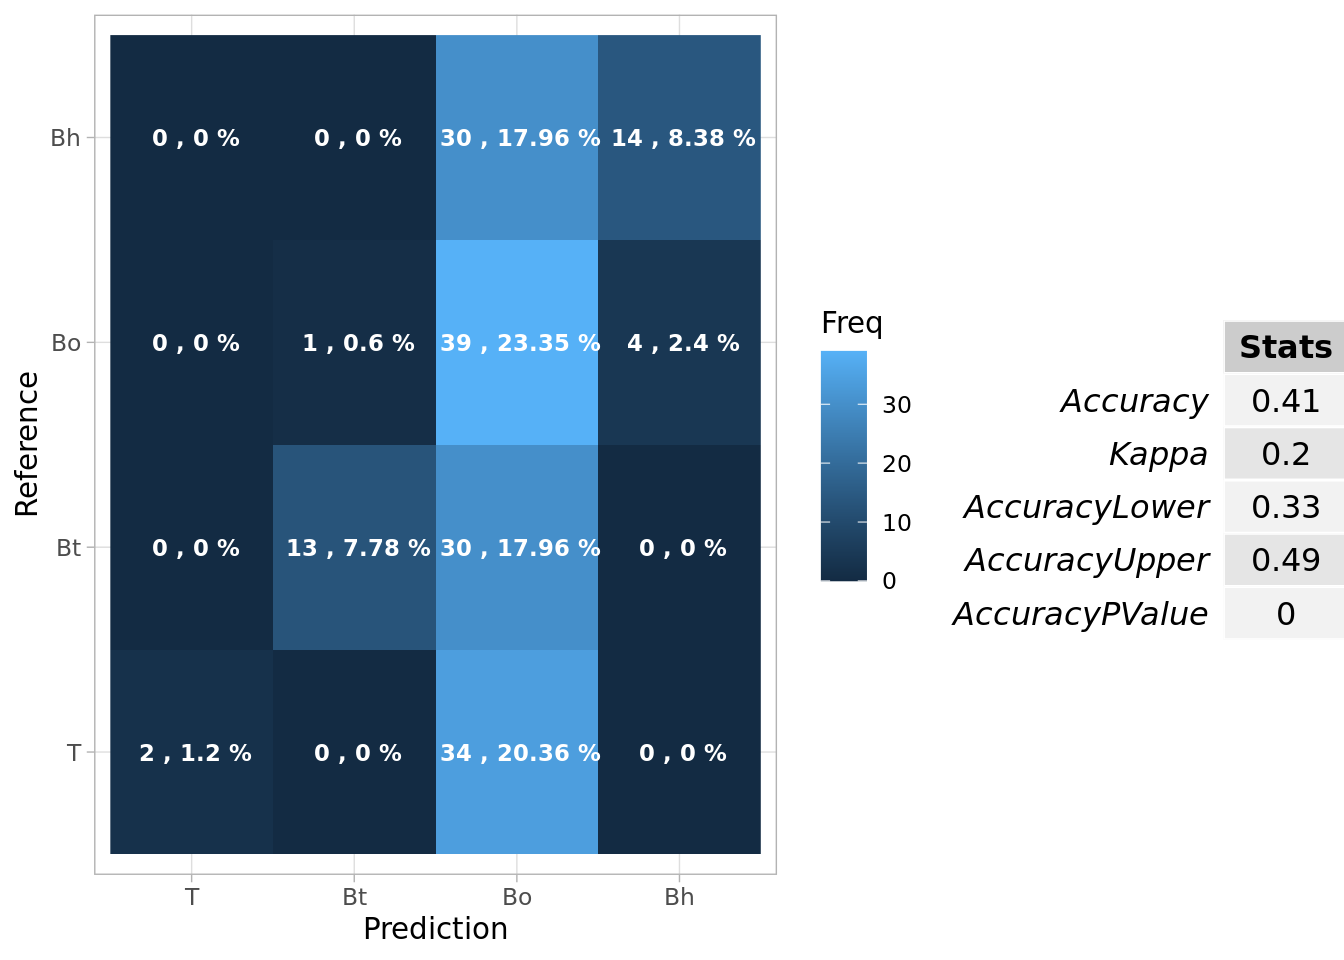 Bh
0 , 0 %
0 , 0 %
30 , 17.96 %
14 , 8.38 %
Bo
0 , 0 %
1 , 0.6 %
39 , 23.35 %
4 , 2.4 %
Bt
0 , 0 %
13 , 7.78 %
30 , 17.96 %
0 , 0 %
T
2 , 1.2 %
0 , 0 %
34 , 20.36 %
0 , 0 %
Reference
T
Bt
Bo
Bh
Prediction
Freq
30
20
10
0
Stats
Accuracy 0.41
Kappa 0.2
AccuracyLower 0.33
AccuracyUpper 0.49
AccuracyPValue 0